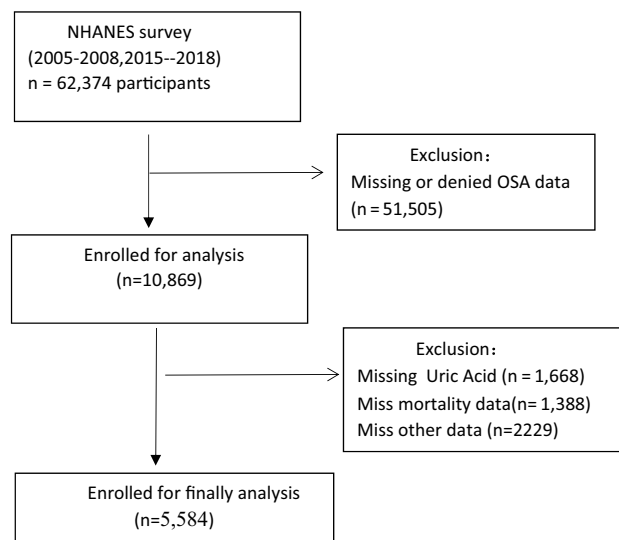 NHANES survey
(2005-2008,2015--2018)
n = 62,374 participants
Exclusion：
Missing or denied OSA data
(n = 51,505)
Enrolled for analysis
(n=10,869)
Exclusion：
Missing Uric Acid (n = 1,668)
Miss mortality data(n= 1,388)
Miss other data (n=2229)
Enrolled for finally analysis
(n=5,584)